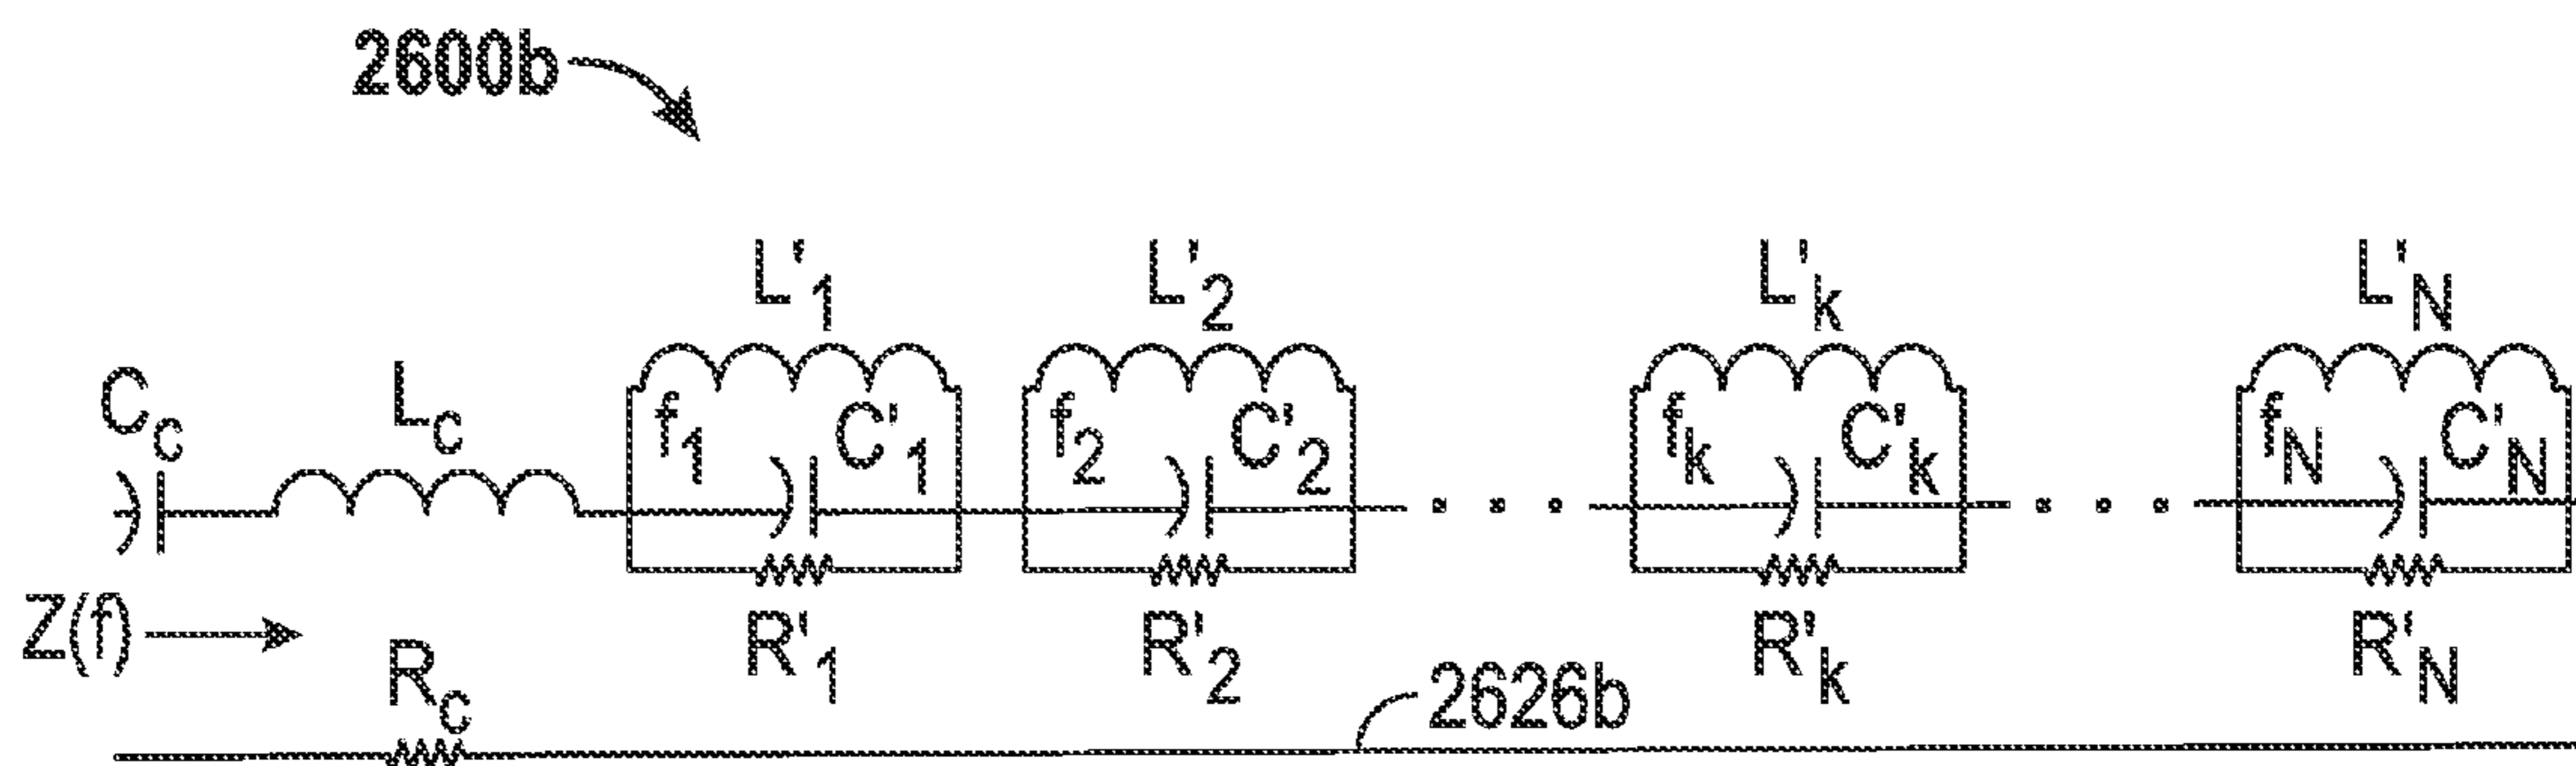 2600b
L'1 L'2 L'k L'N
Cc Lc f1 C'1 f2 C'2 fk C'k fN C'N
Z(f) R'1 R'2 R'k R'N
Rc 2626b